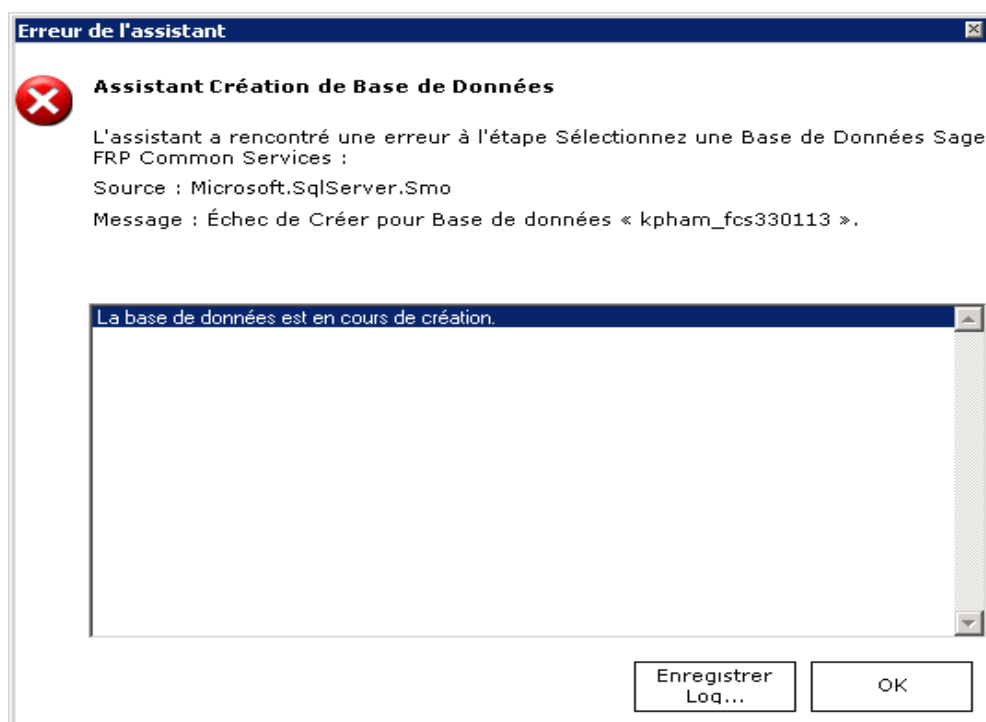 Erreur de l'assistant
Assistant Création de Base de Données
L'assistant a rencontré une erreur à l'étape Sélectionnez une Base de Données Sage
FRP Common Services :
Source : Microsoft.SqlServer.Smo
Message : Échec de Créer pour Base de données « kpham_fcs330113 ».
La base de données est en cours de création.
Enregistrer
Log...
OK